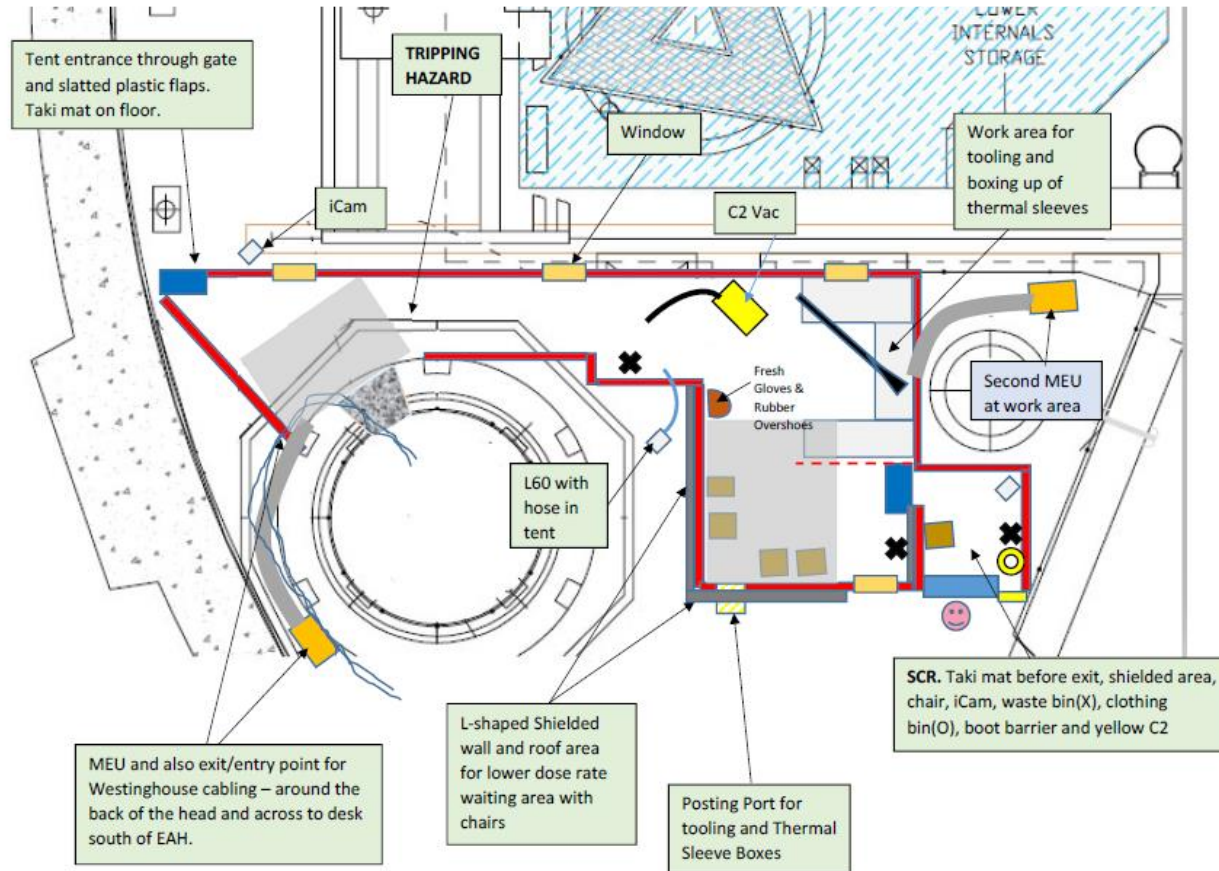 LOWER
INTERNALS
STORAGE
Tent entrance through gate
and slatted plastic flaps.
Taki mat on floor.
TRIPPING
HAZARD
Window
Work area for
tooling and
boxing up of
thermal sleeves
iCam
C2 Vac
Fresh
Gloves &
Rubber
Overshoes
Second MEU
at work area
L60 with
hose in
tent
MEU and also exit/entry point for
Westinghouse cabling – around the
back of the head and across to desk
south of EAH.
L-shaped Shielded
wall and roof area
for lower dose rate
waiting area with
chairs
Posting Port for
tooling and Thermal
Sleeve Boxes
SCR. Taki mat before exit, shielded area,
chair, iCam, waste bin(X), clothing
bin(O), boot barrier and yellow C2